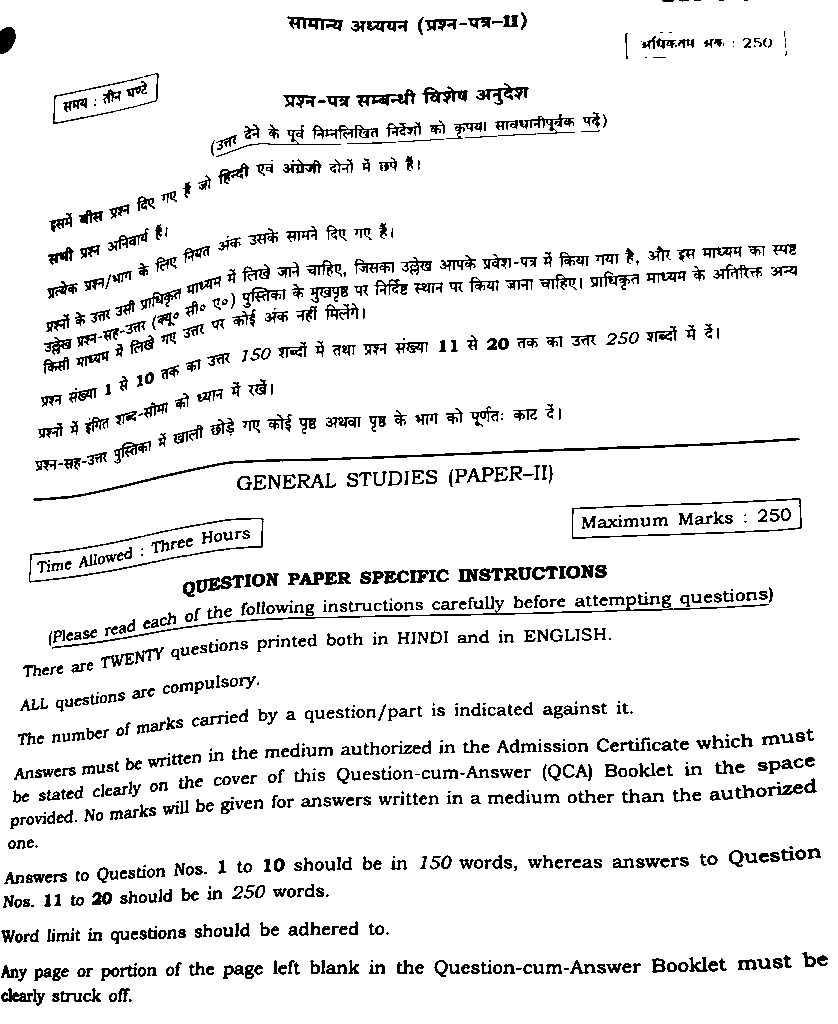 सामान्य अध्ययन (प्रश्न-पत्र-II)
अधिकतम अंक : 250
समय : तीन घण्टे
प्रश्न-पत्र सम्बन्धी विशेष अनुदेश
(उत्तर देने के पूर्व निम्नलिखित निर्देशों को कृपया सावधानीपूर्वक पढ़ें)
इसमें बीस प्रश्न दिए गए हैं जो हिन्दी एवं अंग्रेजी दोनों में छपे हैं।
सभी प्रश्न अनिवार्य हैं।
प्रत्येक प्रश्न/भाग के लिए नियत अंक उसके सामने दिए गए हैं।
प्रश्नों के उत्तर उसी प्राधिकृत माध्यम में लिखे जाने चाहिए, जिसका उल्लेख आपके प्रवेश-पत्र में किया गया है, और इस माध्यम का स्पष्ट
उल्लेख प्रश्न-सह-उत्तर (क्यू० सी० ए०) पुस्तिका के मुखपृष्ठ पर निर्दिष्ट स्थान पर किया जाना चाहिए। प्राधिकृत माध्यम के अतिरिक्त अन्य
किसी माध्यम में लिखे गए उत्तर पर कोई अंक नहीं मिलेंगे।
प्रश्न संख्या 1 से 10 तक का उत्तर 150 शब्दों में तथा प्रश्न संख्या 11 से 20 तक का उत्तर 250 शब्दों में दें।
प्रश्नों में इंगित शब्द-सीमा को ध्यान में रखें।
प्रश्न-सह-उत्तर पुस्तिका में खाली छोड़े गए कोई पृष्ठ अथवा पृष्ठ के भाग को पूर्णतः काट दें।
GENERAL STUDIES (PAPER–II)
Maximum Marks : 250
Time Allowed : Three Hours
QUESTION PAPER SPECIFIC INSTRUCTIONS
(Please read each of the following instructions carefully before attempting questions)
There are TWENTY questions printed both in HINDI and in ENGLISH.
ALL questions are compulsory.
The number of marks carried by a question/part is indicated against it.
Answers must be written in the medium authorized in the Admission Certificate which must
be stated clearly on the cover of this Question-cum-Answer (QCA) Booklet in the space
provided. No marks will be given for answers written in a medium other than the authorized
one.
Answers to Question Nos. 1 to 10 should be in 150 words, whereas answers to Question
Nos. 11 to 20 should be in 250 words.
Word limit in questions should be adhered to.
Any page or portion of the page left blank in the Question-cum-Answer Booklet must be
clearly struck off.